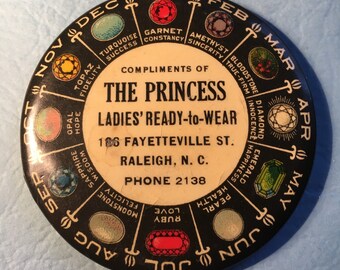 COMPLIMENTS OF
THE PRINCESS
LADIES' READY-to-WEAR
186 FAYETTEVILLE ST.
RALEIGH, N. C.
PHONE 2138
GARNET
CONSTANCY
FEB
AMETHYST
SINCERITY
MAR
BLOODSTONE
TRUE-FIRM
APR
DIAMOND
INNOCENCE
MAY
EMERALD
HAPPINESS
JUN
PEARL
HEALTH
JUL
RUBY
LOVE
AUG
MOONSTONE
FELICITY
SEP
SAPPHIRE
WISDOM
OCT
OPAL
HOPE
NOV
TOPAZ
FIDELITY
DEC
TURQUOISE
SUCCESS